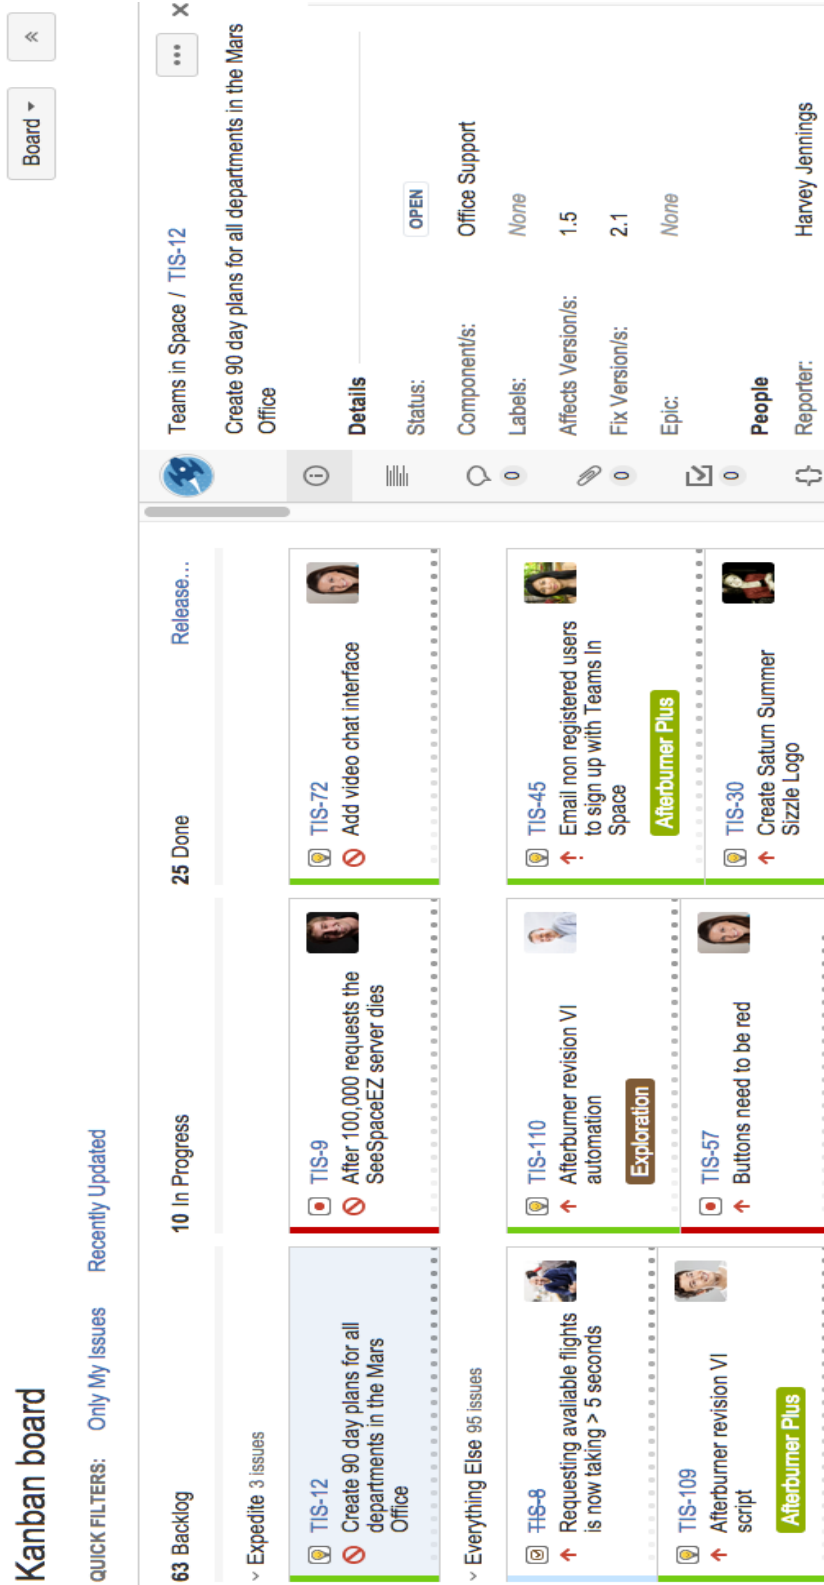 Kanban board
Board
QUICK FILTERS: Only My Issues Recently Updated
63 Backlog
10 In Progress
25 Done
Release...
Expedite 3 issues
TIS-12
Create 90 day plans for all
departments in the Mars
Office
TIS-9
After 100,000 requests the
SeeSpaceEZ server dies
TIS-72
Add video chat interface
Everything Else 95 issues
TIS-8
Requesting available flights
is now taking > 5 seconds
TIS-109
Afterburner revision VI
script
Afterburner Plus
TIS-110
Afterburner revision VI
automation
Exploration
TIS-57
Buttons need to be red
TIS-45
Email non registered users
to sign up with Teams In
Space
Afterburner Plus
TIS-30
Create Saturn Summer
Sizzle Logo
Teams in Space / TIS-12
Create 90 day plans for all departments in the Mars
Office
Details
Status: OPEN
Component/s: Office Support
Labels: None
Affects Version/s: 1.5
Fix Version/s: 2.1
Epic: None
People
Reporter: Harvey Jennings
0
0
0